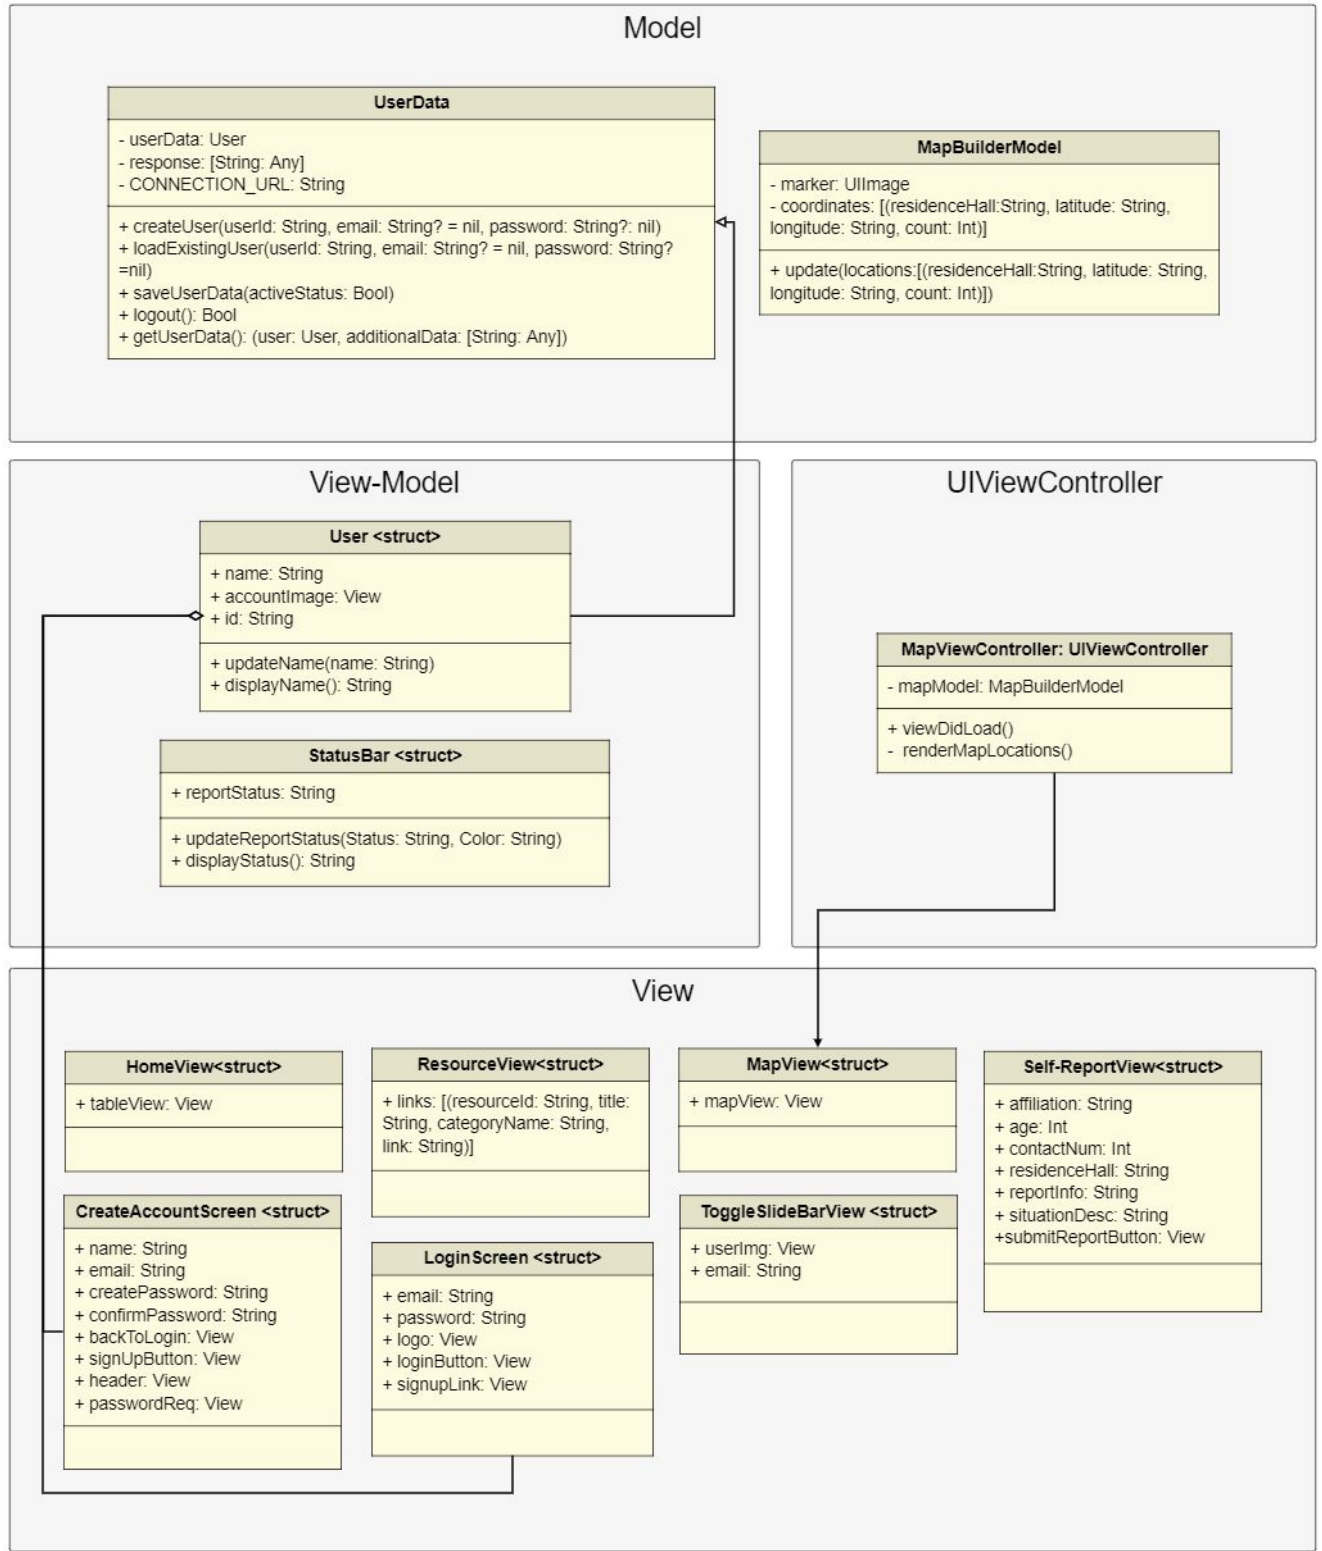 Model
UserData
- userData: User
- response: [String: Any]
- CONNECTION_URL: String
+ createUser(userId: String, email: String? = nil, password: String?: nil)
+ loadExistingUser(userId: String, email: String? = nil, password: String?
=nil)
+ saveUserData(activeStatus: Bool)
+ logout(): Bool
+ getUserData(): (user: User, additionalData: [String: Any])
MapBuilderModel
- marker: UIImage
- coordinates: [(residenceHall:String, latitude: String,
longitude: String, count: Int)]
+ update(locations:[(residenceHall:String, latitude: String,
longitude: String, count: Int)])
View-Model
User <struct>
+ name: String
+ accountImage: View
+ id: String
+ updateName(name: String)
+ displayName(): String
StatusBar <struct>
+ reportStatus: String
+ updateReportStatus(Status: String, Color: String)
+ displayStatus(): String
UIViewController
MapViewController: UIViewController
- mapModel: MapBuilderModel
+ viewDidLoad()
- renderMapLocations()
View
HomeView<struct>
+ tableView: View
ResourceView<struct>
+ links: [(resourceId: String, title:
String, categoryName: String,
link: String)]
MapView<struct>
+ mapView: View
Self-ReportView<struct>
+ affiliation: String
+ age: Int
+ contactNum: Int
+ residenceHall: String
+ reportInfo: String
+ situationDesc: String
+submitReportButton: View
CreateAccountScreen <struct>
+ name: String
+ email: String
+ createPassword: String
+ confirmPassword: String
+ backToLogin: View
+ signUpButton: View
+ header: View
+ passwordReq: View
LoginScreen <struct>
+ email: String
+ password: String
+ logo: View
+ loginButton: View
+ signupLink: View
ToggleSlideBarView <struct>
+ userImg: View
+ email: String